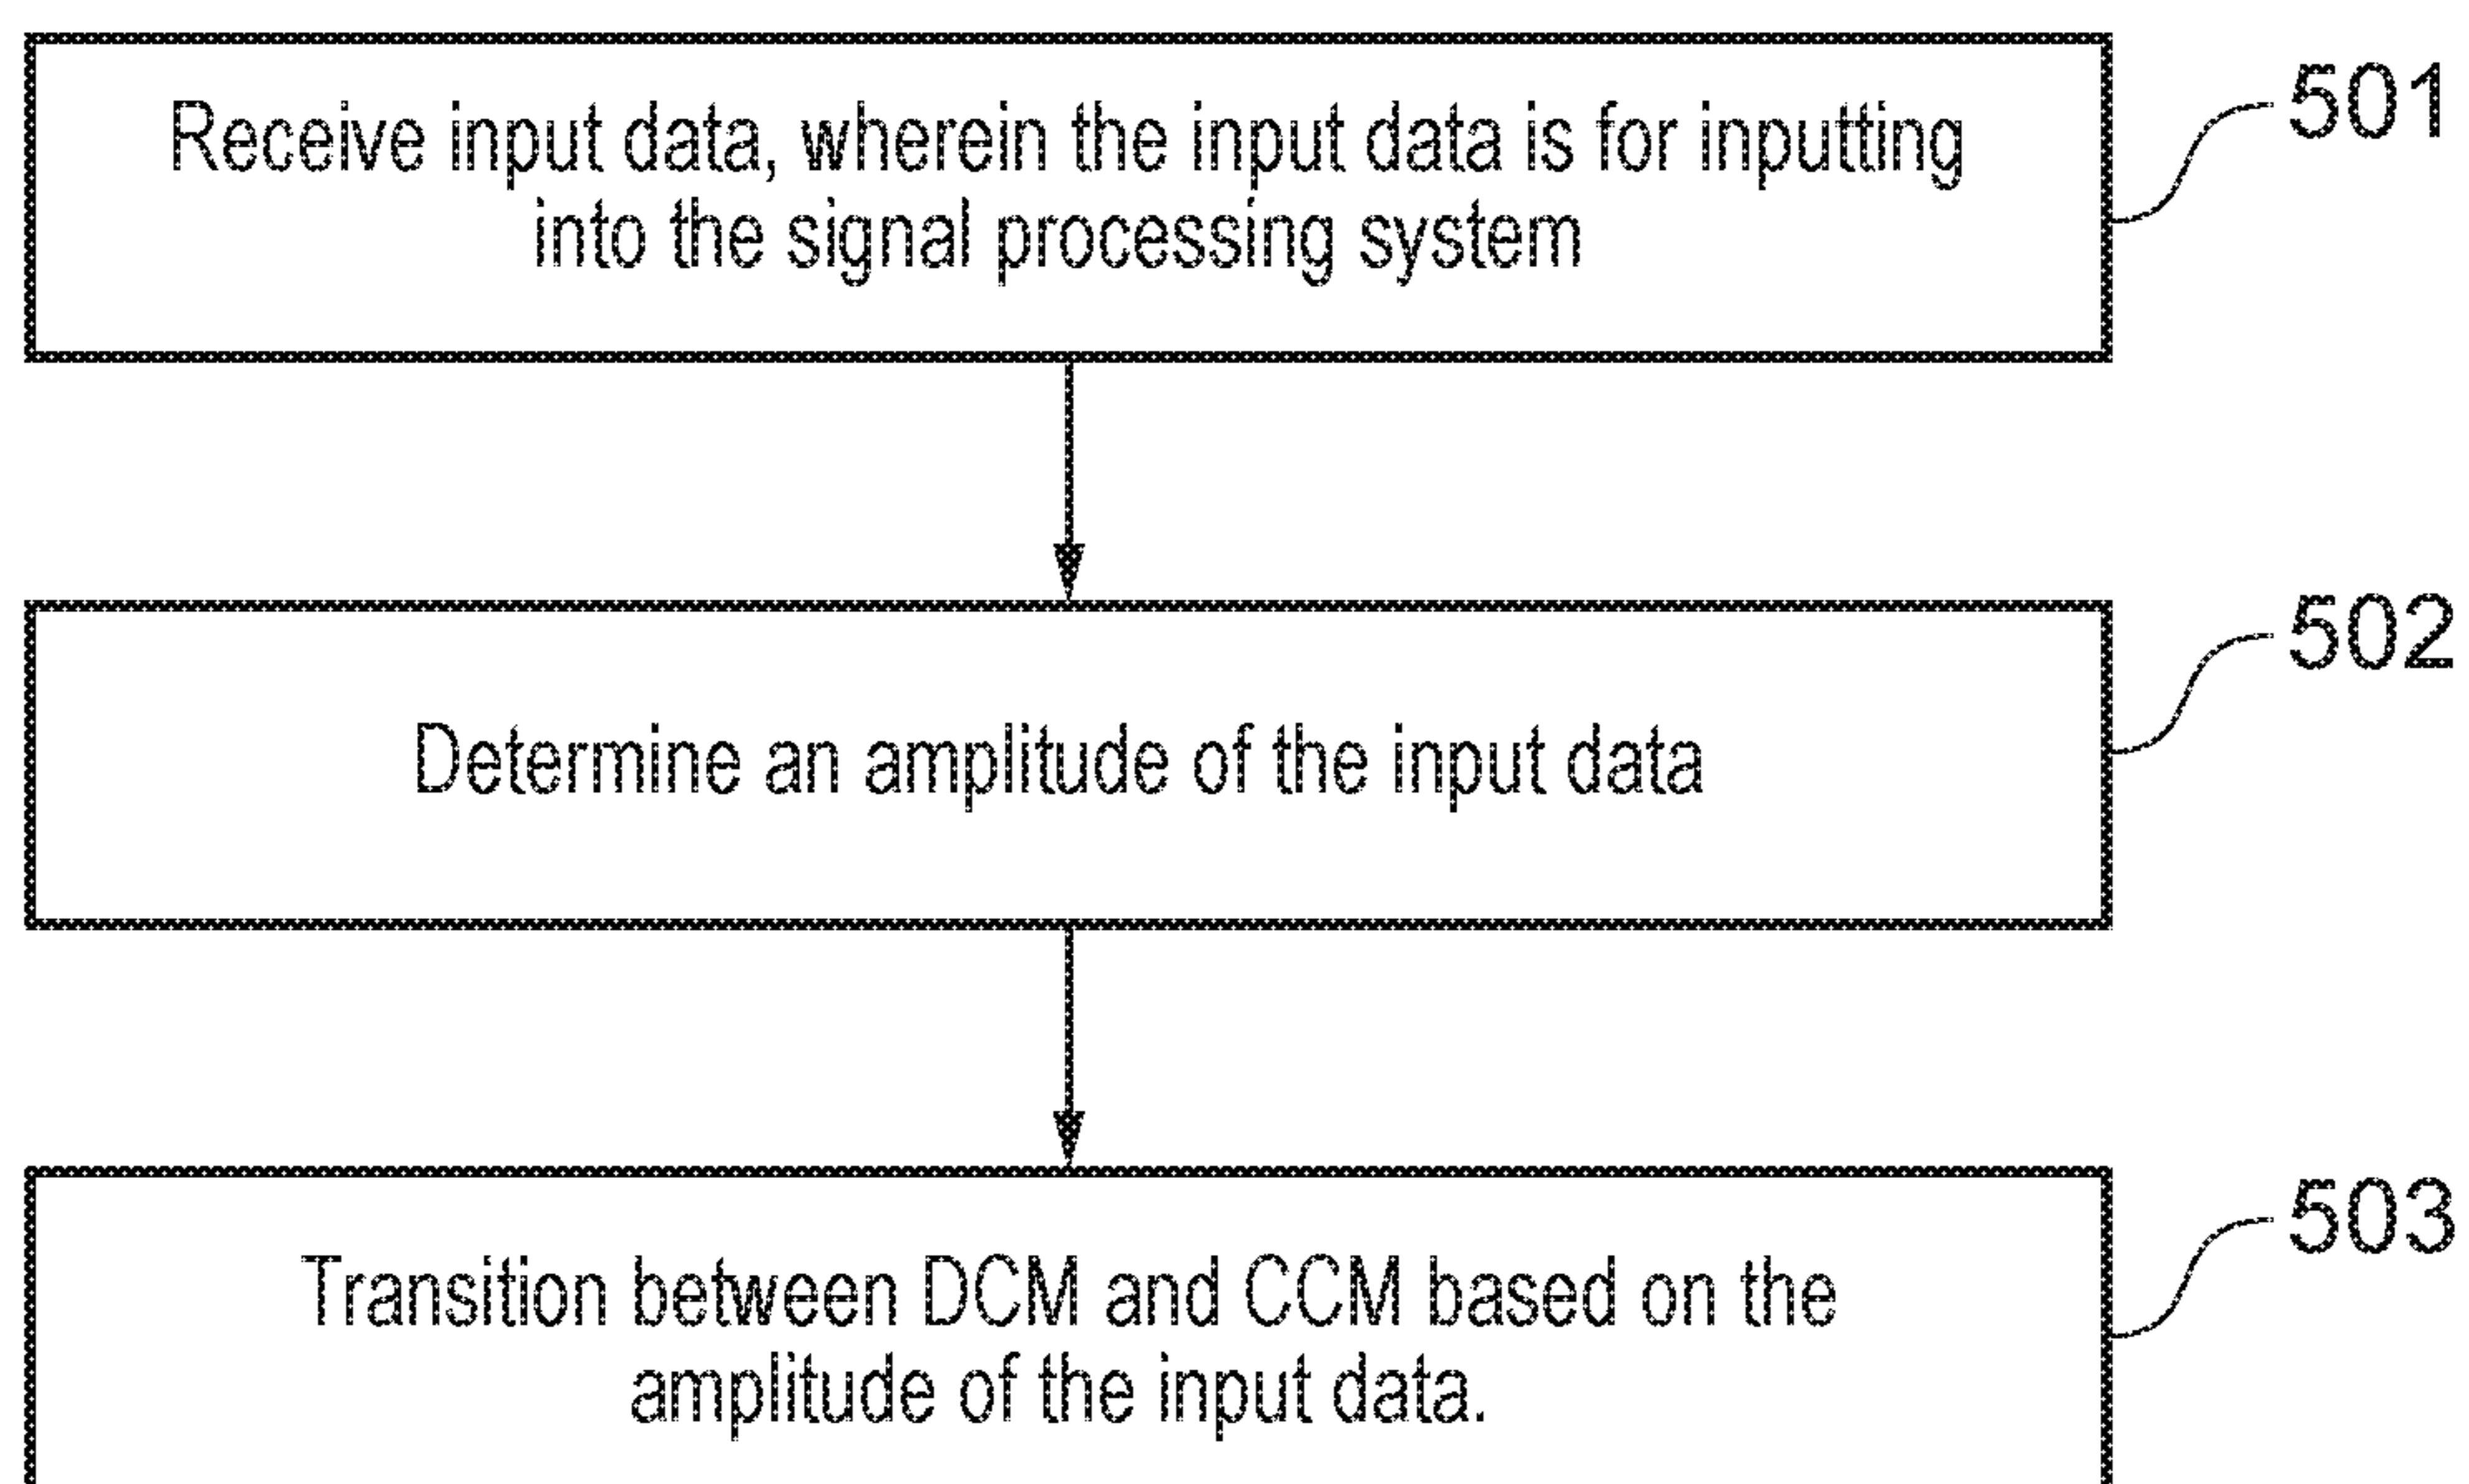 Receive input data, wherein the input data is for inputting
into the signal processing system
501
Determine an amplitude of the input data
502
Transition between DCM and CCM based on the
amplitude of the input data.
503